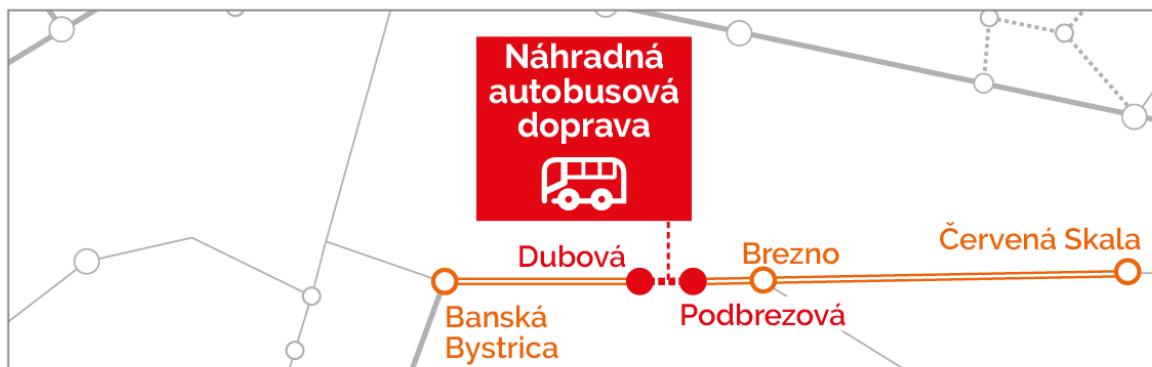 Náhradná
autobusová
doprava
Dubová
Brezno
Červená Skala
Banská
Bystrica
Podbrezová